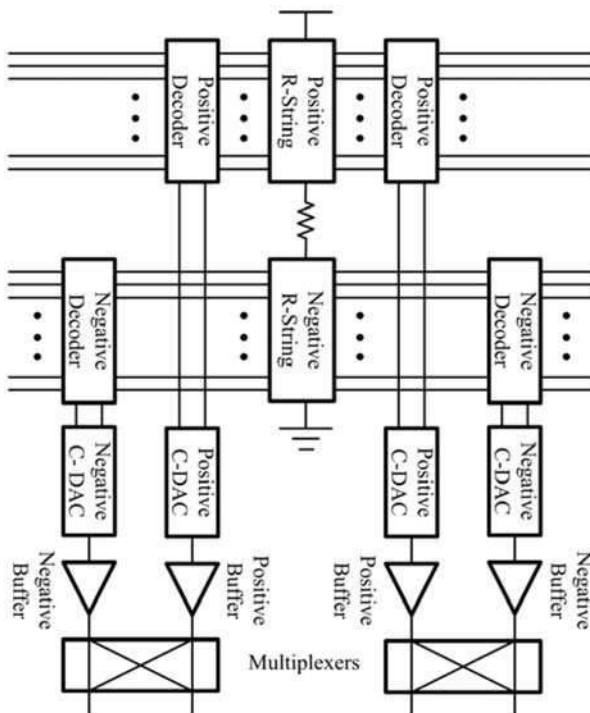 Positive
Decoder
Positive
R-String
Positive
Decoder
Negative
Decoder
Negative
R-String
Negative
Decoder
Negative
C- DAC
Positive
C-DAC
Positive
C-DAC
Negative
C-DAC
Negative
Buffer
Positive
Buffer
Positive
Buffer
Negative
Buffer
Multiplexers